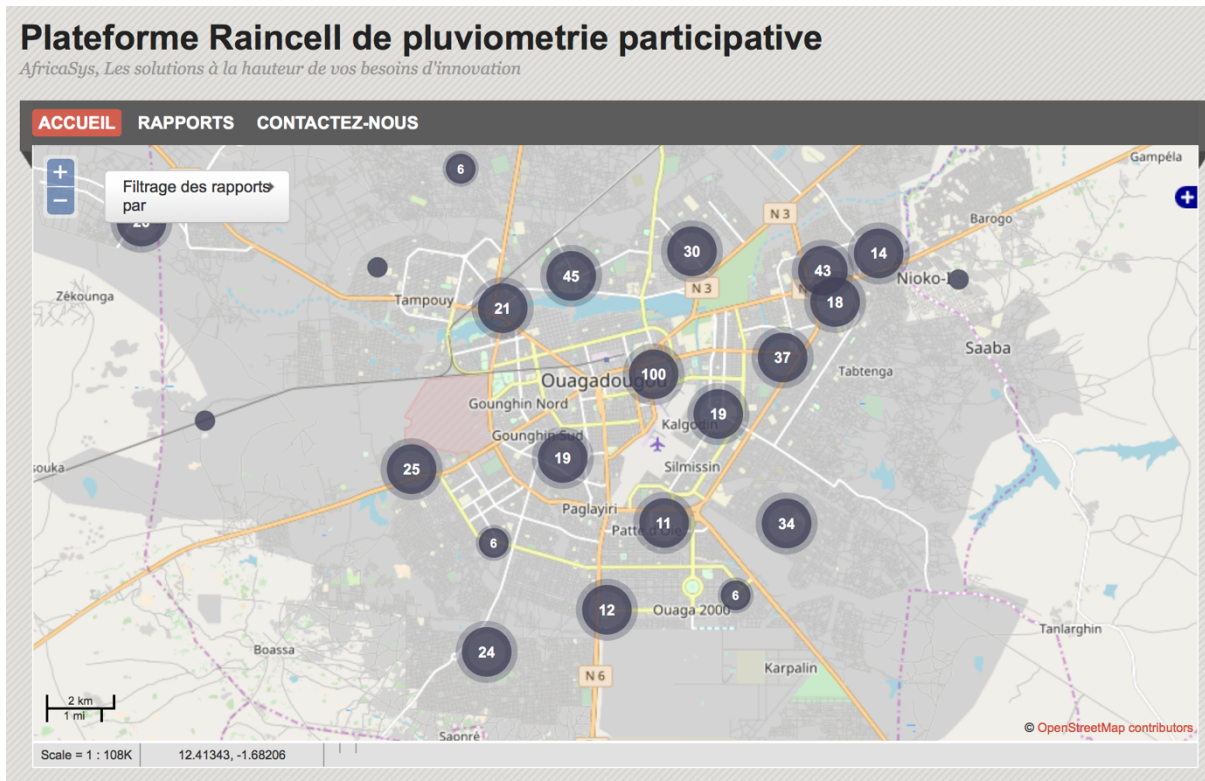 Plateforme Raincell de pluviometrie participative
AfricaSys, Les solutions à la hauteur de vos besoins d'innovation
ACCUEIL RAPPORTS CONTACTEZ-NOUS
+
−
Filtrage des rapports
par
6
Gampéla
N 3
Barogo
30
14
43
45
Nioko-
Zékounga
Tampouy
21
N 3
18
Saaba
37
Tabtenga
100
Ouagadougou
Gounghin Nord
19
Kalgodin
Gounghin Sud
19
25
Silmissin
Paglayiri
11
34
Patte d'Oie
6
6
12
Ouaga 2000
Tanlarghin
Boassa
24
Karpalin
N 6
2 km
1 mi
Saonré
© OpenStreetMap contributors
Scale = 1 : 108K 12.41343, -1.68206